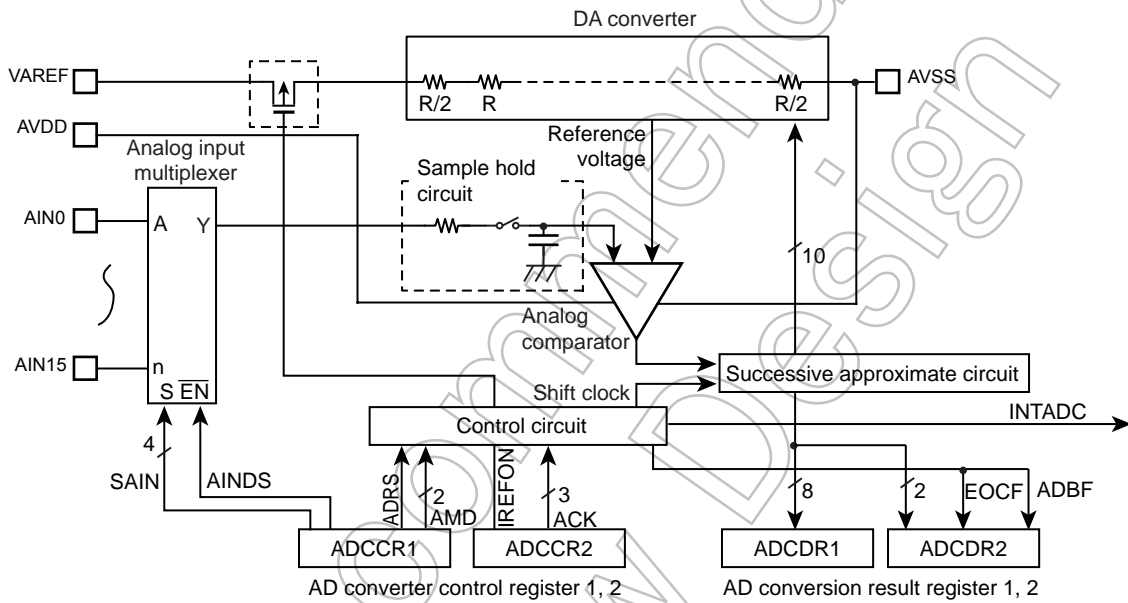 DA converter
VAREF
AVSS
R/2
R
R/2
AVDD
Analog input
multiplexer
Reference
voltage
Sample hold
circuit
AIN0
A
Y
10
Analog
comparator
AIN15
n
S EN
Successive approximate circuit
Shift clock
INTADC
Control circuit
4
SAIN
AINDS
ADRS
2
AMD
IREFON
3
ACK
8
2
EOCF
ADBF
ADCCR1
ADCCR2
ADCDR1
ADCDR2
AD converter control register 1, 2
AD conversion result register 1, 2
commend
w Design